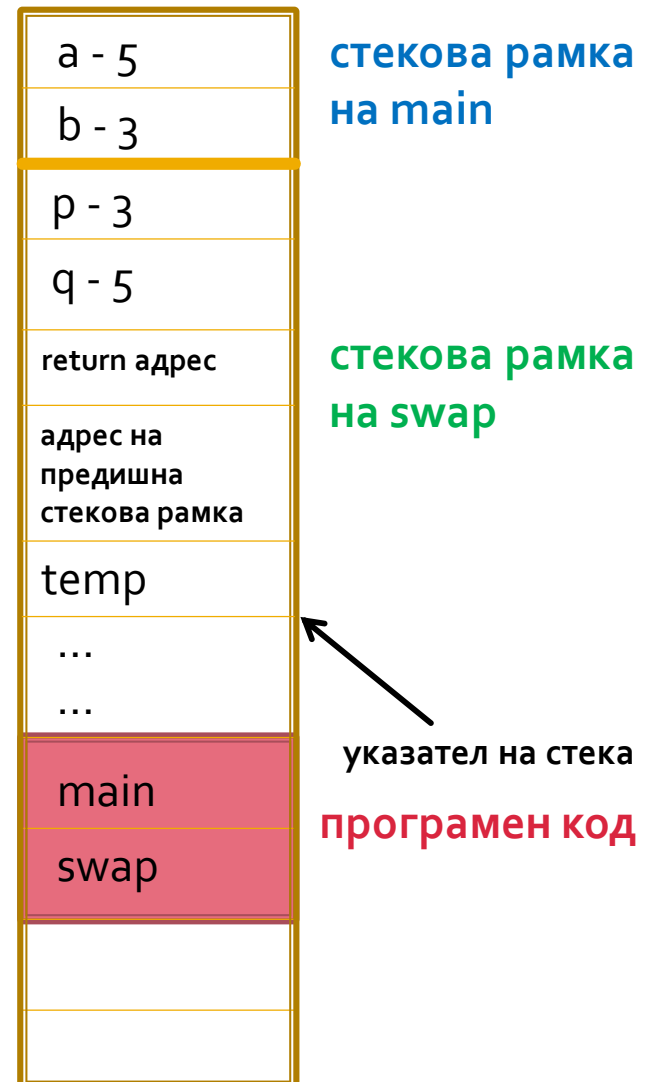 a - 5
стекова рамка
на main
b - 3
p - 3
q - 5
return адрес
стекова рамка
на swap
адрес на
предишна
стекова рамка
temp
...
...
указател на стека
main
програмен код
swap